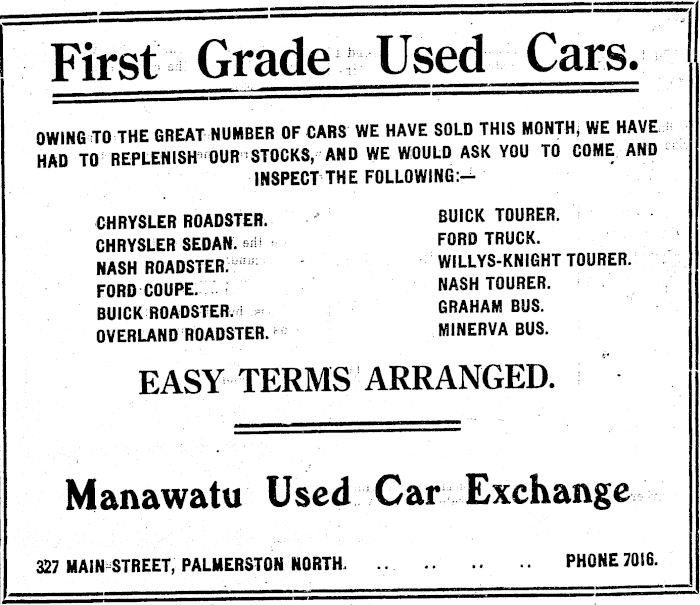 First Grade Used Cars.
OWING TO THE GREAT NUMBER OF CARS WE HAVE SOLD THIS MONTH, WE HAVE
HAD TO REPLENISH OUR STOCKS, AND WE WOULD ASK YOU TO COME AND
INSPECT THE FOLLOWING:—
CHRYSLER ROADSTER.
CHRYSLER SEDAN.
NASH ROADSTER.
FORD COUPE.
BUICK ROADSTER.
OVERLAND ROADSTER.
BUICK TOURER.
FORD TRUCK.
WILLYS-KNIGHT TOURER.
NASH TOURER.
GRAHAM BUS.
MINERVA BUS.
EASY TERMS ARRANGED.
Manawatu Used Car Exchange
327 MAIN STREET, PALMERSTON NORTH. .. .. .. .. PHONE 7016.